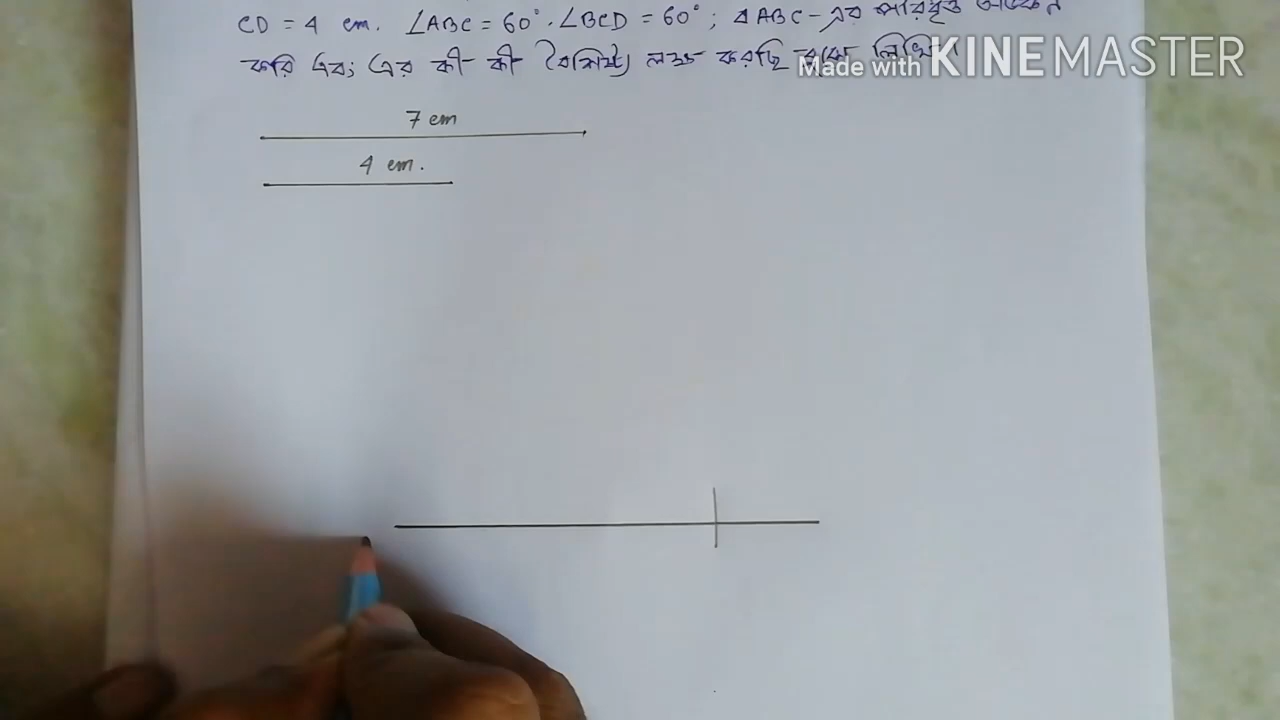 CD = 4 cm. ∠ABC = 60°. ∠BCD = 60°; ΔABC - এর পরিবৃত্ত অঙ্কন
করি এবং এর কী কী বৈশিষ্ট্য লক্ষ করছি বুঝে লিখি।
Made with KINEMASTER
7 cm
4 cm.